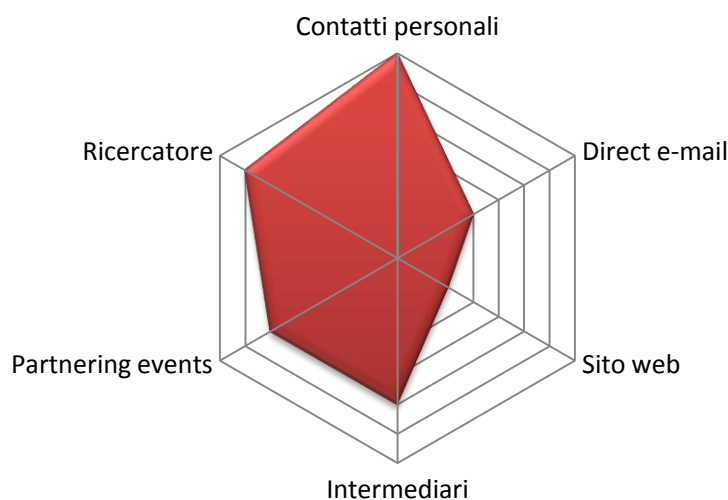 Contatti personali
Ricercatore
Direct e-mail
Partnering events
Sito web
Intermediari